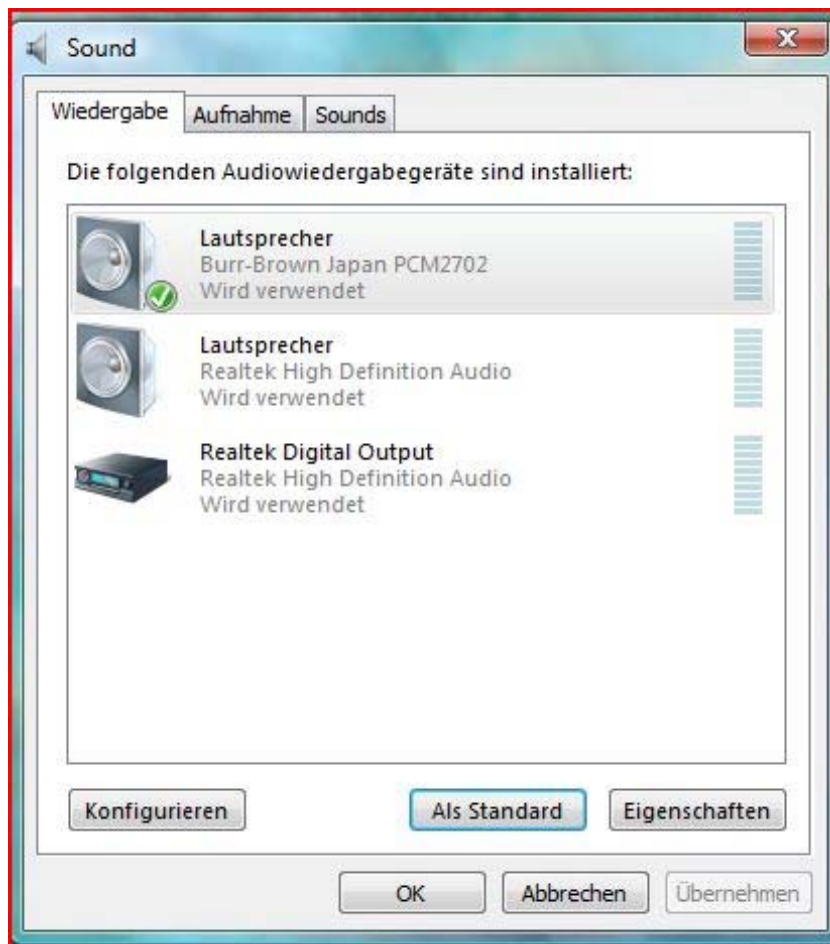 Sound
Wiedergabe Aufnahme Sounds
Die folgenden Audiowiedergabegeräte sind installiert:
Lautsprecher
Burr-Brown Japan PCM2702
Wird verwendet
Lautsprecher
Realtek High Definition Audio
Wird verwendet
Realtek Digital Output
Realtek High Definition Audio
Wird verwendet
Konfigurieren Als Standard Eigenschaften
OK Abbrechen Übernehmen